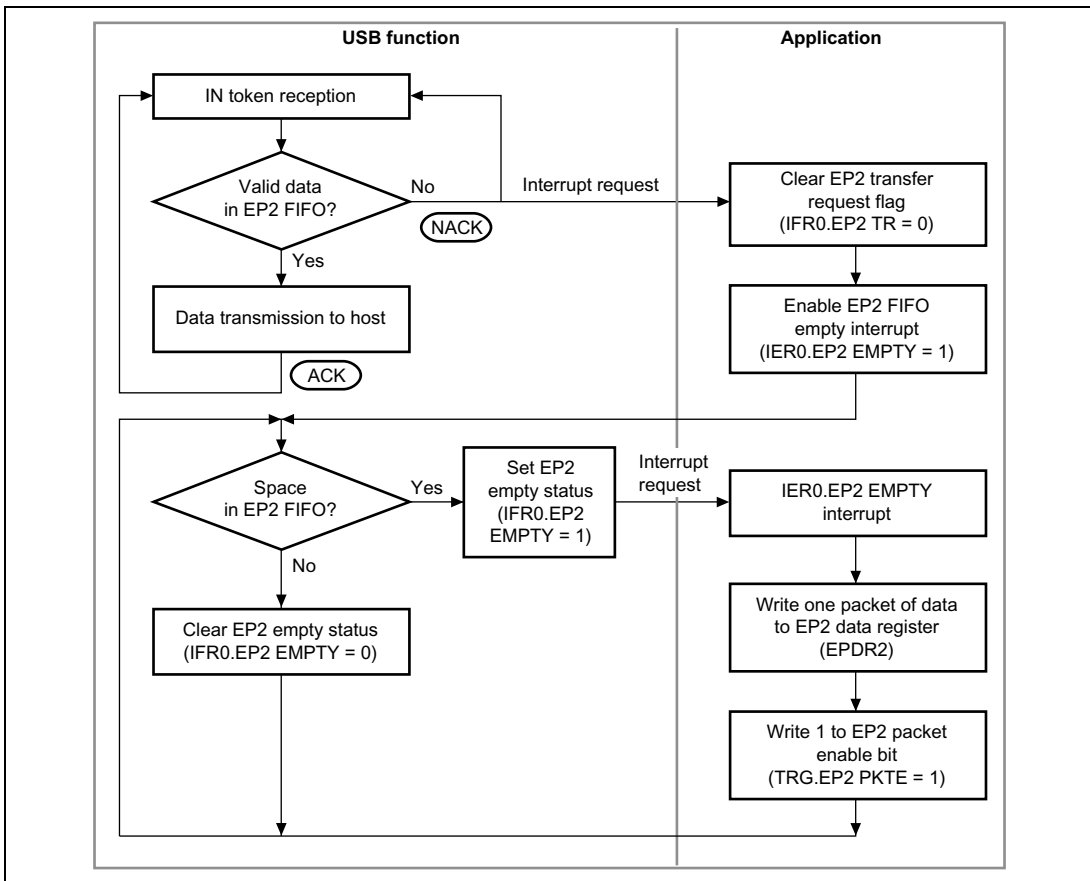 USB function
Application
IN token reception
Valid data
in EP2 FIFO?
No
NACK
Interrupt request
Clear EP2 transfer
request flag
(IFR0.EP2 TR = 0)
Yes
Data transmission to host
ACK
Enable EP2 FIFO
empty interrupt
(IER0.EP2 EMPTY = 1)
Space
in EP2 FIFO?
Yes
Set EP2
empty status
(IFR0.EP2
EMPTY = 1)
Interrupt
request
IER0.EP2 EMPTY
interrupt
No
Clear EP2 empty status
(IFR0.EP2 EMPTY = 0)
Write one packet of data
to EP2 data register
(EPDR2)
Write 1 to EP2 packet
enable bit
(TRG.EP2 PKTE = 1)